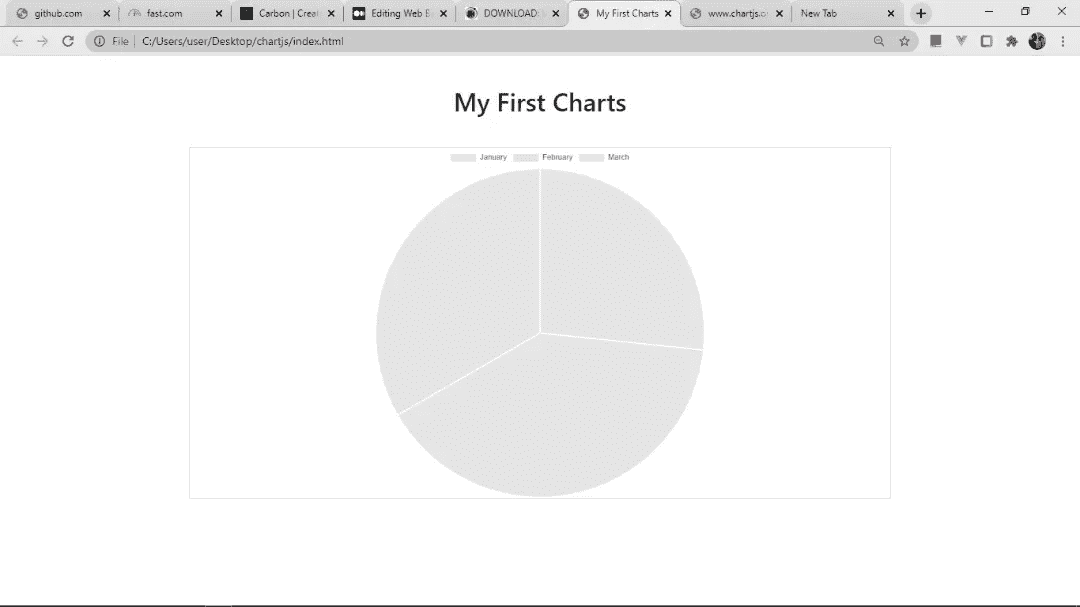 github.com fast.com Carbon | Crea Editing Web E DOWNLOAD: My First Charts www.chartjs.o New Tab
File C:/Users/user/Desktop/chartjs/index.html
My First Charts
January February March